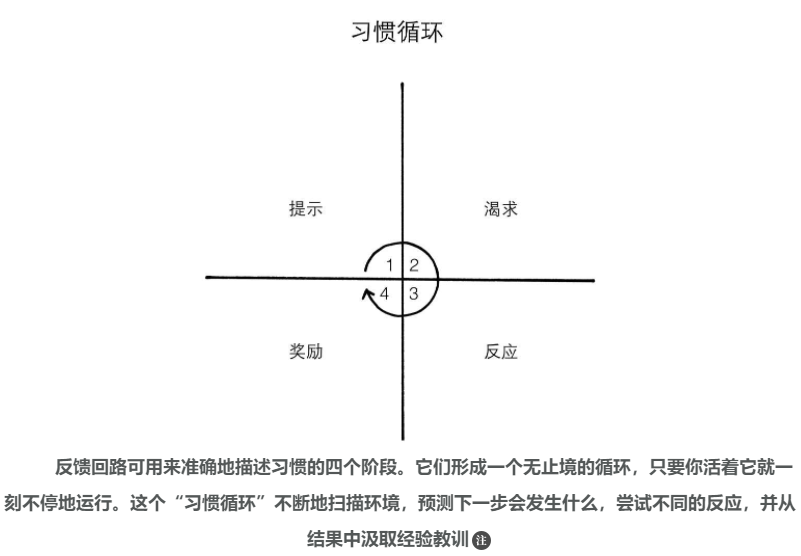 习惯循环
提示
渴求
1 2
4 3
奖励
反应
反馈回路可用来准确地描述习惯的四个阶段。它们形成一个无止境的循环，只要你活着它就一
刻不停地运行。这个“习惯循环”不断地扫描环境，预测下一步会发生什么，尝试不同的反应，并从
结果中汲取经验教训注